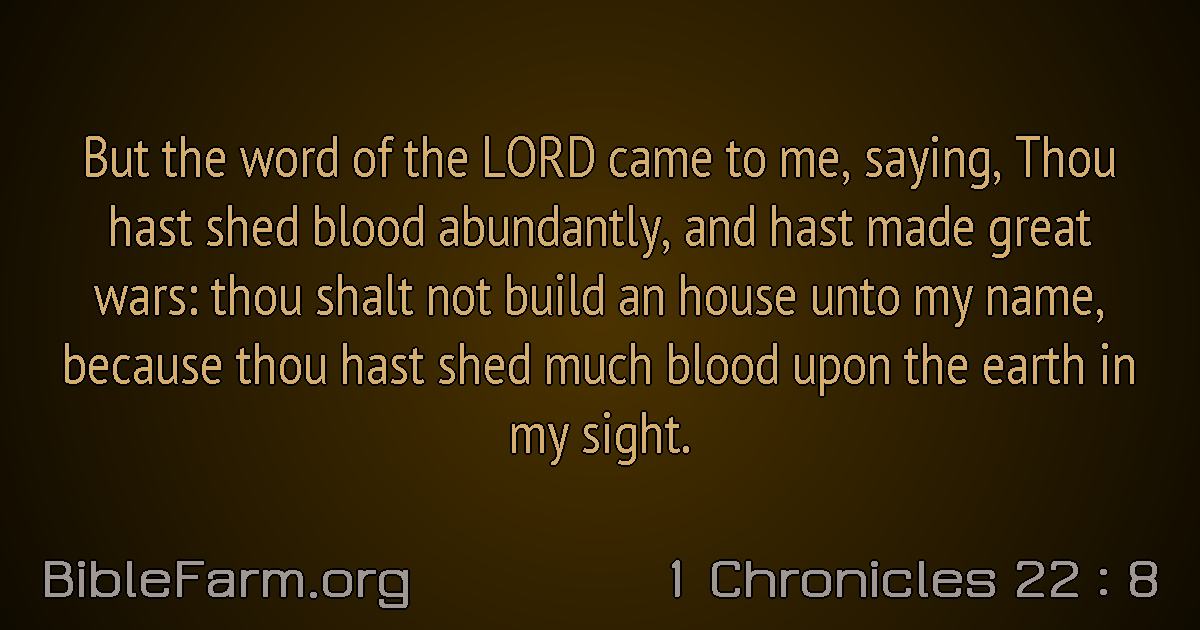 But the word of the LORD came to me, saying, Thou
hast shed blood abundantly, and hast made great
wars: thou shalt not build an house unto my name,
because thou hast shed much blood upon the earth in
my sight.
BibleFarm.org
1 Chronicles 22 : 8